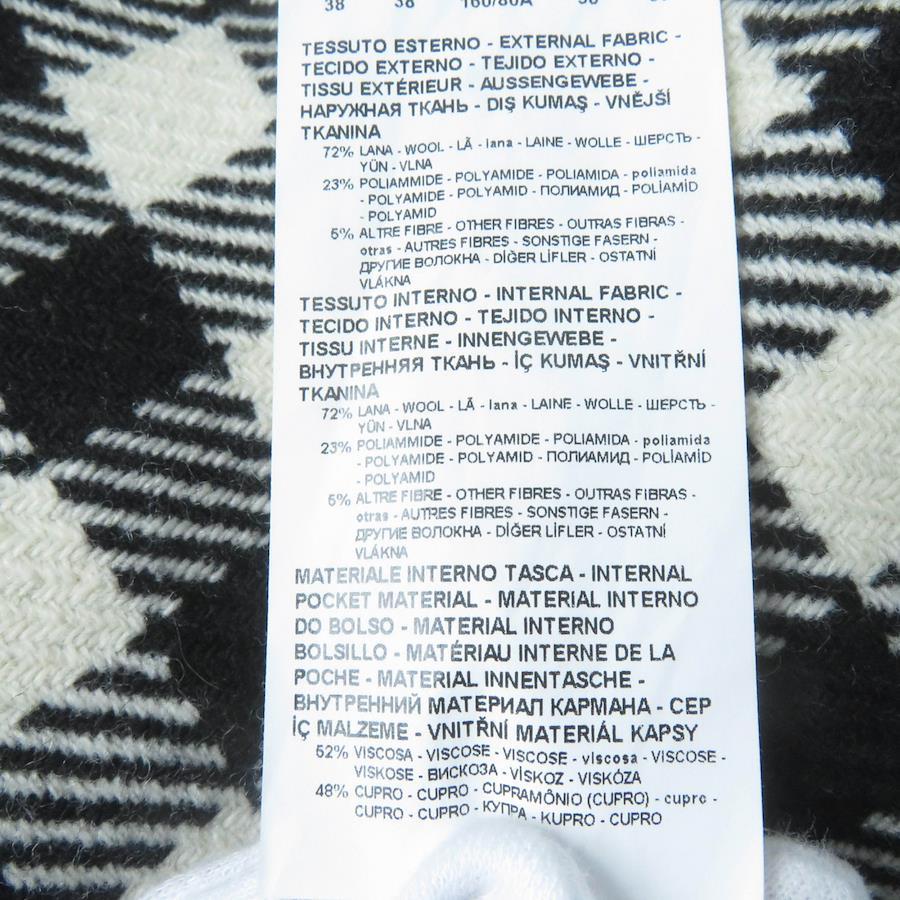 38 38 160/80A
TESSUTO ESTERNO - EXTERNAL FABRIC -
TECIDO EXTERNO - TEJIDO EXTERNO -
TISSU EXTÉRIEUR - AUSSENGEWEBE -
НАРУЖНАЯ ТКАНЬ - DIŞ KUMAŞ - VNĚJŠÍ
TKANINA
72% LANA - WOOL - LÃ - lana - LAINE - WOLLE - ШЕРСТЬ -
YÜN - VLNA
23% POLIAMMIDE - POLYAMIDE - POLIAMIDA - poliamida
- POLYAMIDE - POLYAMID - ПОЛИАМИД - POLİAMİD
- POLYAMID
5% ALTRE FIBRE - OTHER FIBRES - OUTRAS FIBRAS -
otras - AUTRES FIBRES - SONSTIGE FASERN -
ДРУГИЕ ВОЛОКНА - DİĞER LİFLER - OSTATNÍ
VLÁKNA
TESSUTO INTERNO - INTERNAL FABRIC -
TECIDO INTERNO - TEJIDO INTERNO -
TISSU INTERNE - INNENGEWEBE -
ВНУТРЕННЯЯ ТКАНЬ - İÇ KUMAŞ - VNITŘNÍ
TKANINA
72% LANA - WOOL - LÃ - lana - LAINE - WOLLE - ШЕРСТЬ -
YÜN - VLNA
23% POLIAMMIDE - POLYAMIDE - POLIAMIDA - poliamida
- POLYAMIDE - POLYAMID - ПОЛИАМИД - POLİAMİD
- POLYAMID
5% ALTRE FIBRE - OTHER FIBRES - OUTRAS FIBRAS -
otras - AUTRES FIBRES - SONSTIGE FASERN -
ДРУГИЕ ВОЛОКНА - DİĞER LİFLER - OSTATNÍ
VLÁKNA
MATERIALE INTERNO TASCA - INTERNAL
POCKET MATERIAL - MATERIAL INTERNO
DO BOLSO - MATERIAL INTERNO
BOLSILLO - MATÉRIAU INTERNE DE LA
POCHE - MATERIAL INNENTASCHE -
ВНУТРЕННИЙ МАТЕРИАЛ КАРМАНА - CEP
İÇ MALZEME - VNITŘNÍ MATERIÁL KAPSY
52% VISCOSA - VISCOSE - VISCOSE - viscosa - VISCOSE -
VISKOSE - ВИСКОЗА - VİSKOZ - VISKÓZA
48% CUPRO - CUPRO - CUPRAMÔNIO (CUPRO) - cupro -
CUPRO - CUPRO - КУПРА - KUPRO - CUPRO